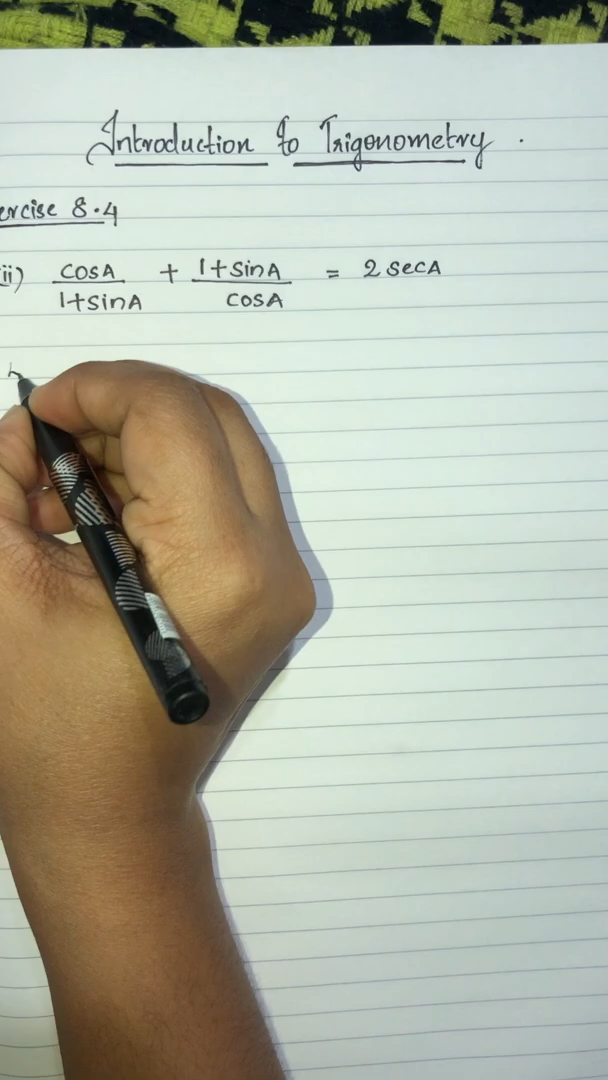 Introduction to Trigonometry.
ercise 8.4
ii) cosA/1+sinA + 1+sinA/cosA = 2 secA